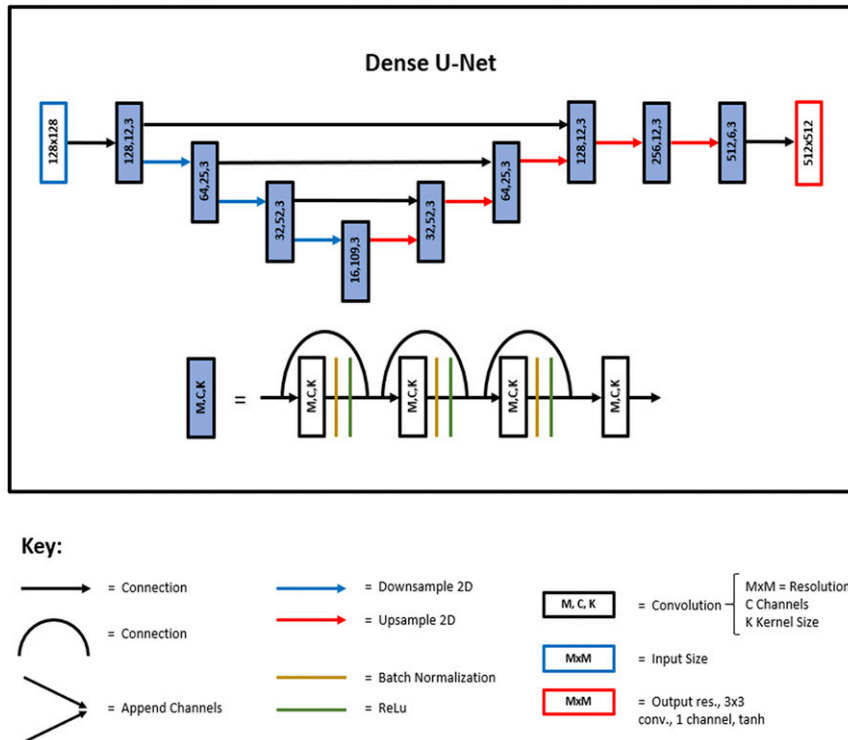 Dense U-Net
128x128
128,12,3
64,25,3
32,52,3
16,109,3
32,52,3
64,25,3
128,12,3
256,12,3
512,6,3
512x512
M,C,K
=
M,C,K
M,C,K
M,C,K
M,C,K
Key:
= Connection
= Connection
= Append Channels
= Downsample 2D
= Upsample 2D
= Batch Normalization
= ReLu
M, C, K
= Convolution
MxM = Resolution
C Channels
K Kernel Size
MxM
= Input Size
MxM
= Output res., 3x3
conv., 1 channel, tanh